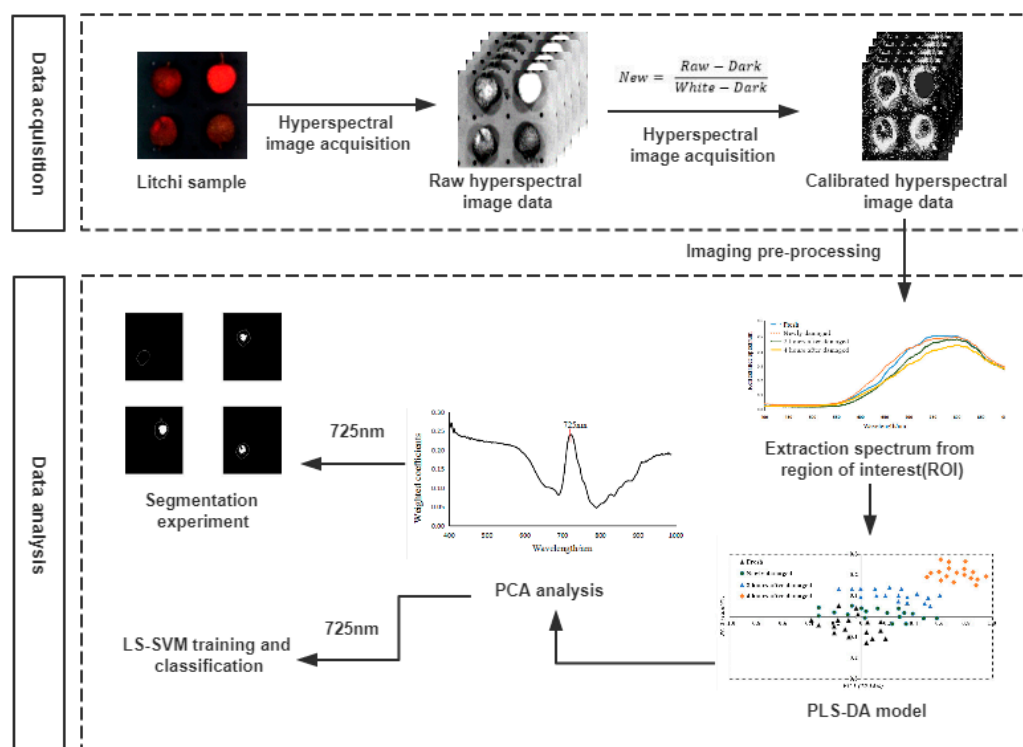 Data acquisition
Litchi sample
Hyperspectral
image acquisition
Raw hyperspectral
image data
New = Raw − Dark
White − Dark
Hyperspectral
image acquisition
Calibrated hyperspectral
image data
Imaging pre-processing
Data analysis
Fresh
Newly damaged
2 hours after damaged
4 hours after damaged
Wavelength/nm
Extraction spectrum from
region of interest(ROI)
Fresh
Newly damaged
2 hours after damaged
4 hours after damaged
PLS-DA model
725nm
Weighted coefficients
0.30
0.25
0.20
0.15
0.10
0.05
0.00
400 500 600 700 800 900 1000
Wavelength/nm
PCA analysis
725nm
Segmentation
experiment
725nm
LS-SVM training and
classification